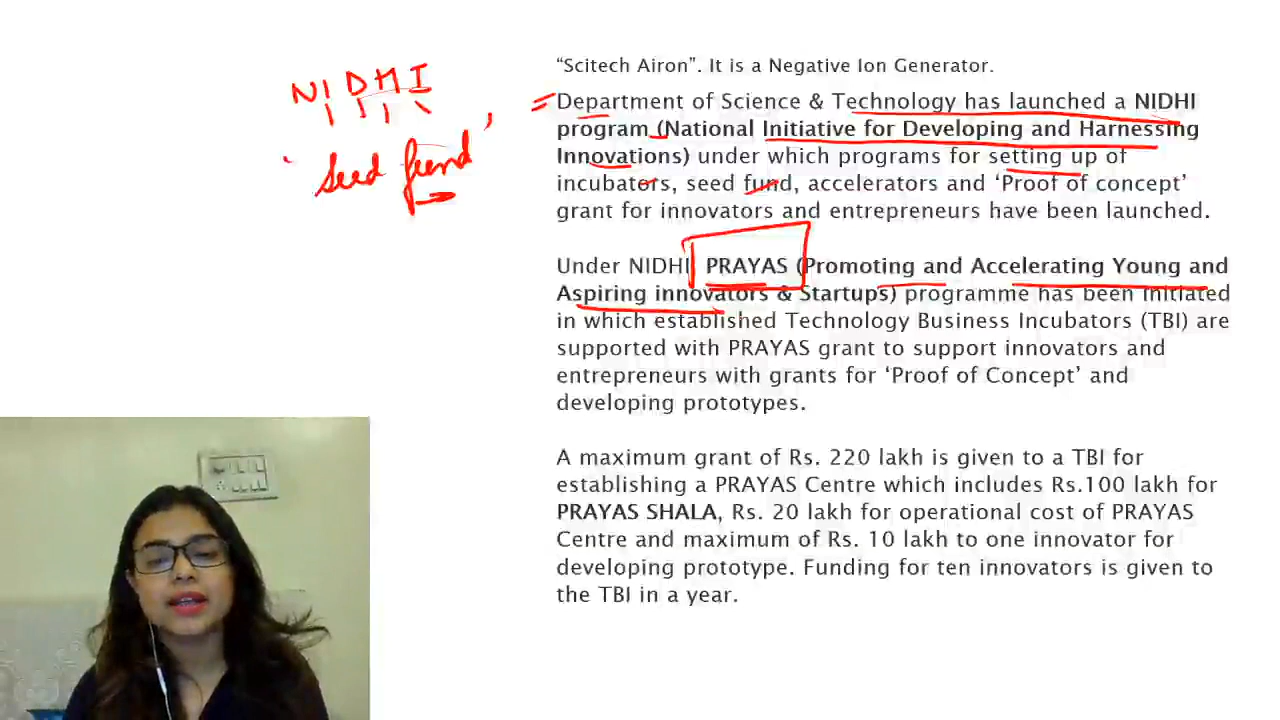 NIDHI
'Seed fund'
“Scitech Airon”. It is a Negative Ion Generator.
Department of Science & Technology has launched a NIDHI
program (National Initiative for Developing and Harnessing
Innovations) under which programs for setting up of
incubators, seed fund, accelerators and ‘Proof of concept’
grant for innovators and entrepreneurs have been launched.
Under NIDHI PRAYAS (Promoting and Accelerating Young and
Aspiring innovators & Startups) programme has been initiated
in which established Technology Business Incubators (TBI) are
supported with PRAYAS grant to support innovators and
entrepreneurs with grants for ‘Proof of Concept’ and
developing prototypes.
A maximum grant of Rs. 220 lakh is given to a TBI for
establishing a PRAYAS Centre which includes Rs.100 lakh for
PRAYAS SHALA, Rs. 20 lakh for operational cost of PRAYAS
Centre and maximum of Rs. 10 lakh to one innovator for
developing prototype. Funding for ten innovators is given to
the TBI in a year.